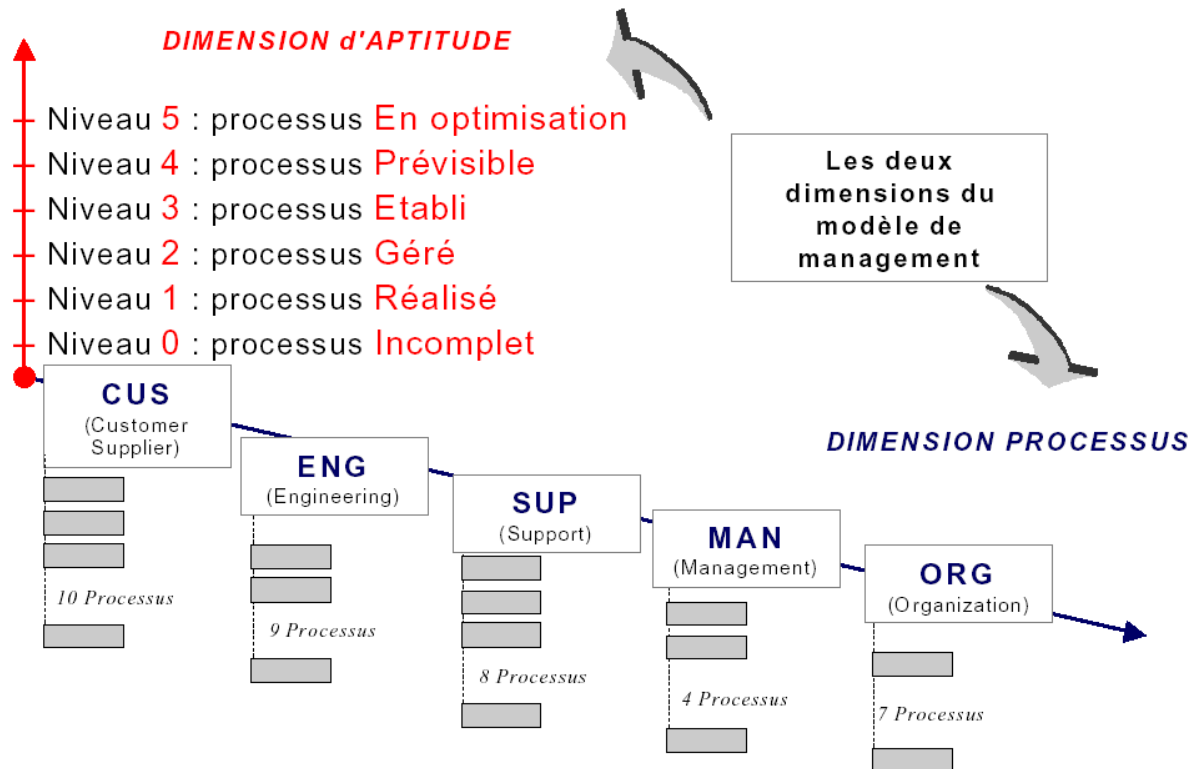 DIMENSION d'APTITUDE
Niveau 5 : processus En optimisation
Niveau 4 : processus Prévisible
Niveau 3 : processus Etabli
Niveau 2 : processus Géré
Niveau 1 : processus Réalisé
Niveau 0 : processus Incomplet
Les deux
dimensions du
modèle de
management
DIMENSION PROCESSUS
CUS
(Customer
Supplier)
10 Processus
ENG
(Engineering)
9 Processus
SUP
(Support)
8 Processus
MAN
(Management)
4 Processus
ORG
(Organization)
7 Processus